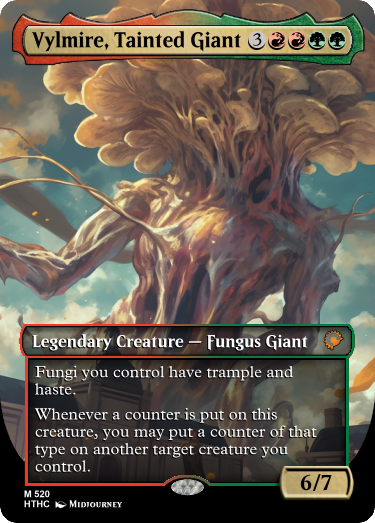 Vylmire, Tainted Giant 3
Legendary Creature — Fungus Giant
Fungi you control have trample and
haste.
Whenever a counter is put on this
creature, you may put a counter of that
type on another target creature you
control.
6/7
M 520
HTHC Midjourney